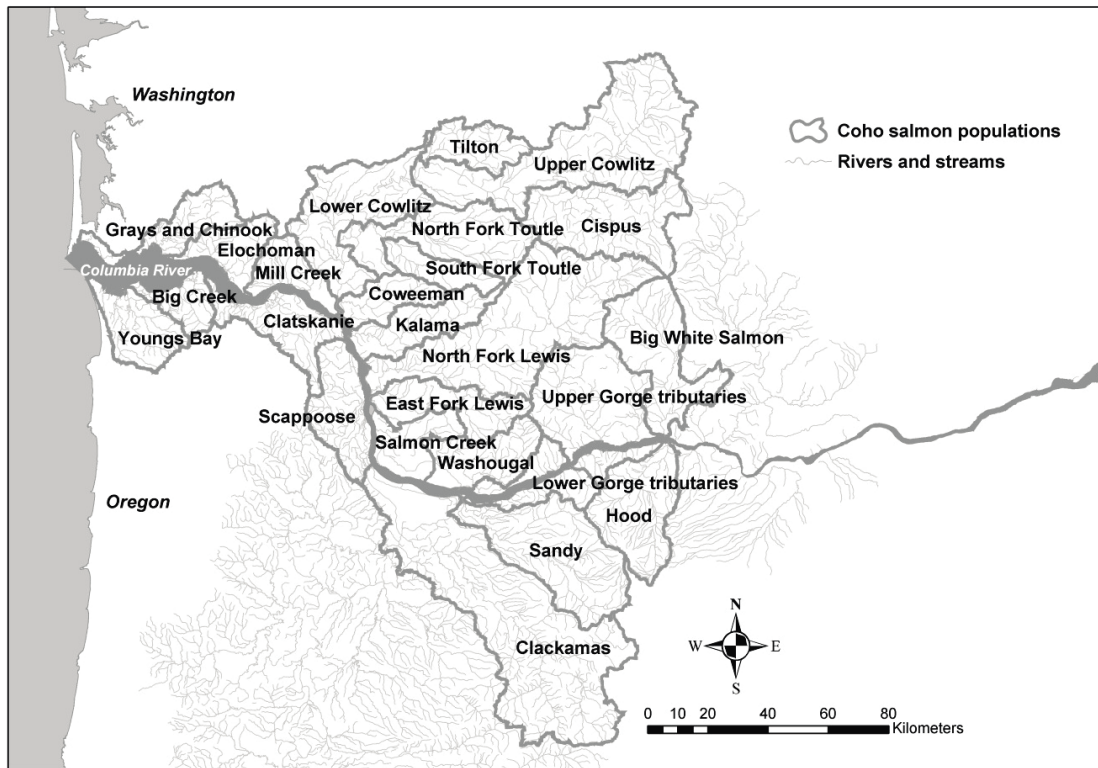 Washington
Coho salmon populations
Rivers and streams
Tilton
Upper Cowlitz
Lower Cowlitz
Grays and Chinook
North Fork Toutle
Cispus
Elochoman
Columbia River
Mill Creek
South Fork Toutle
Big Creek
Coweeman
Clatskanie
Kalama
Youngs Bay
Big White Salmon
North Fork Lewis
Upper Gorge tributaries
East Fork Lewis
Scappoose
Salmon Creek
Washougal
Lower Gorge tributaries
Oregon
Hood
Sandy
Clackamas
N
W
E
S
0 10 20 40 60 80
Kilometers